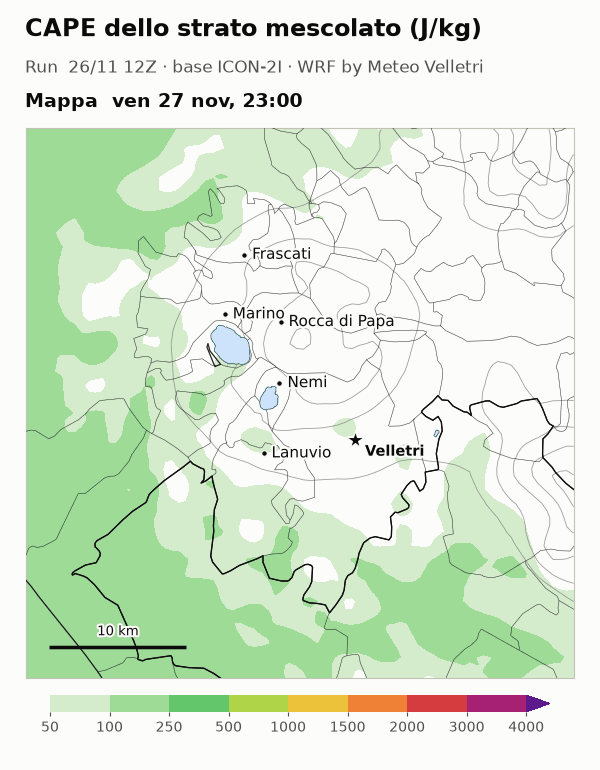 CAPE dello strato mescolato (J/kg)
Run  26/11 12Z · base ICON-2I · WRF by Meteo Velletri
Mappa  ven 27 nov, 23:00
Frascati
Marino
Rocca di Papa
Nemi
Velletri
Lanuvio
10 km
50 100 250 500 1000 1500 2000 3000 4000